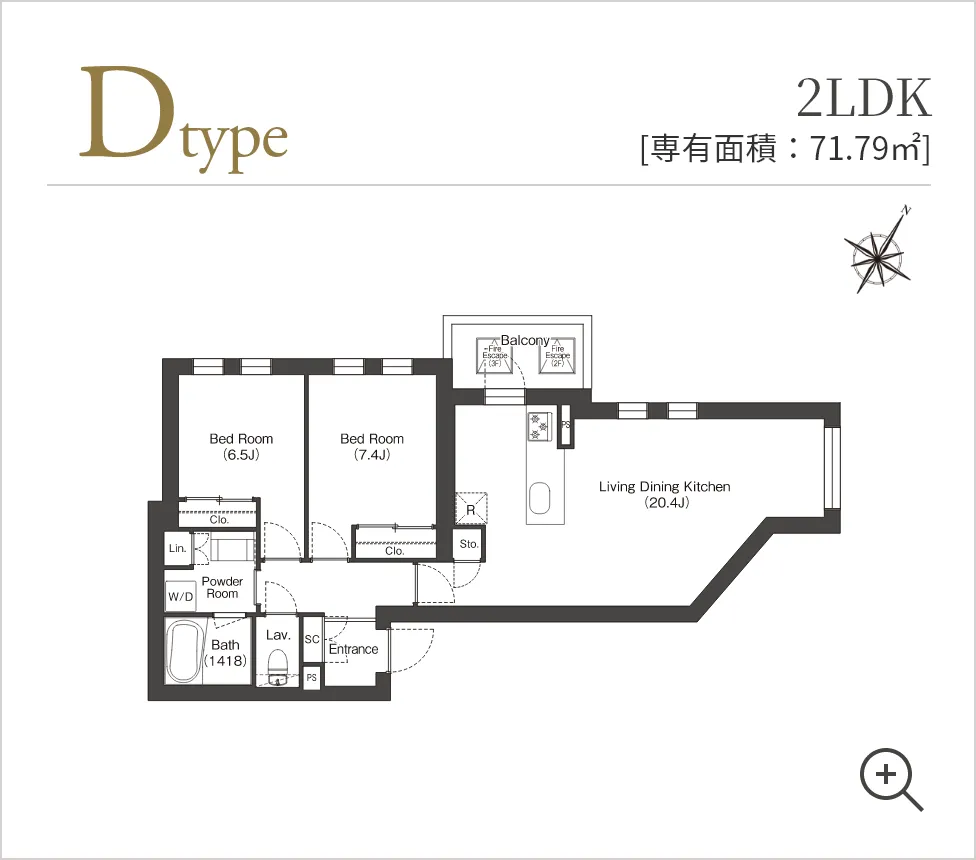 D type
2LDK
[専有面積：71.79㎡]
N
Balcony
←Fire
Escape
(3F)
Fire
Escape
(2F)
Bed Room
(6.5J)
Bed Room
(7.4J)
PS
Living Dining Kitchen
(20.4J)
R
Clo.
Clo.
Sto.
Lin.
Powder
Room
W/D
Bath
(1418)
Lav.
SC
Entrance
PS